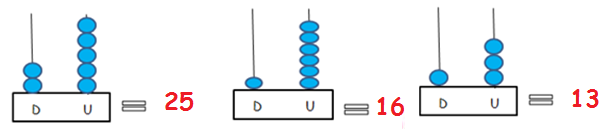 D U = 25
D U = 16
D U = 13